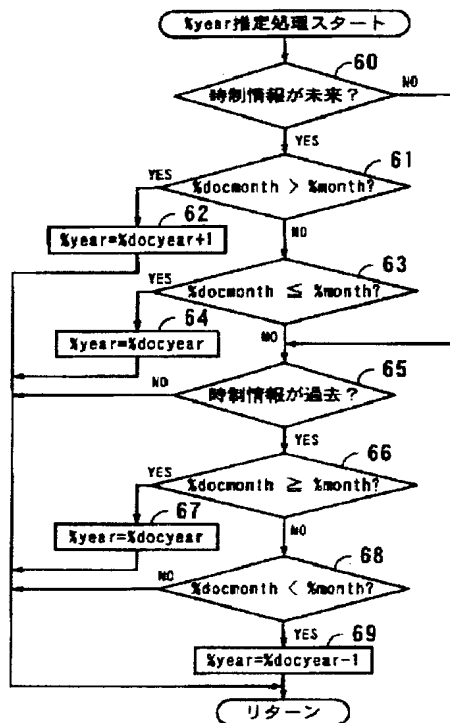 %year推定処理スタート
60
時制情報が未来？
NO
YES
61
YES
%docmonth > %month?
62
NO
%year=%docyear+1
63
YES
%docmonth ≦ %month?
64
NO
%year=%docyear
65
NO
時制情報が過去？
YES
66
YES
%docmonth ≧ %month?
67
NO
%year=%docyear
68
NO
%docmonth < %month?
YES
69
%year=%docyear-1
リターン